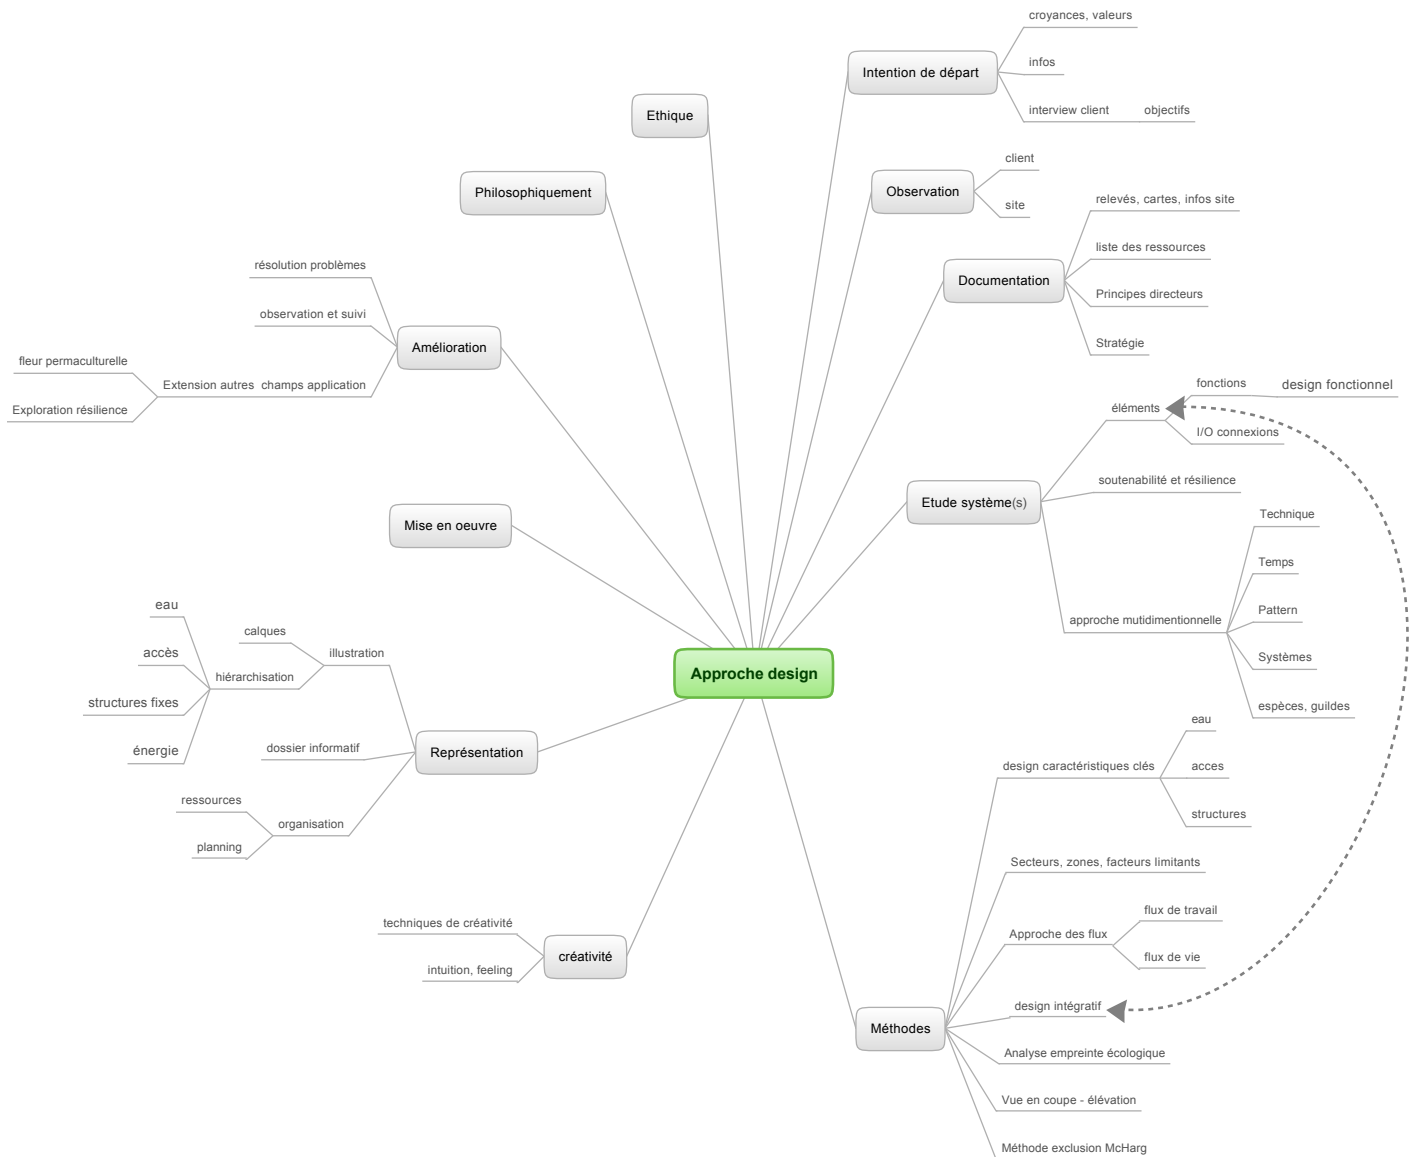 Approche design
Intention de départ
croyances, valeurs
infos
interview client
objectifs
Observation
client
site
Documentation
relevés, cartes, infos site
liste des ressources
Principes directeurs
Stratégie
Etude système(s)
éléments
fonctions
design fonctionnel
I/O connexions
soutenabilité et résilience
approche mutidimentionnelle
Technique
Temps
Pattern
Systèmes
espèces, guildes
Méthodes
design caractéristiques clés
eau
acces
structures
Secteurs, zones, facteurs limitants
Approche des flux
flux de travail
flux de vie
design intégratif
Analyse empreinte écologique
Vue en coupe - élévation
Méthode exclusion McHarg
créativité
techniques de créativité
intuition, feeling
Représentation
illustration
calques
hiérarchisation
eau
accès
structures fixes
énergie
dossier informatif
organisation
ressources
planning
Mise en oeuvre
Amélioration
résolution problèmes
observation et suivi
Extension autres  champs application
fleur permaculturelle
Exploration résilience
Philosophiquement
Ethique